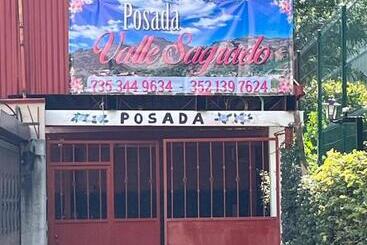 Posada
Valle Sagrado
735 344 9634 - 352 139 7624
POSADA